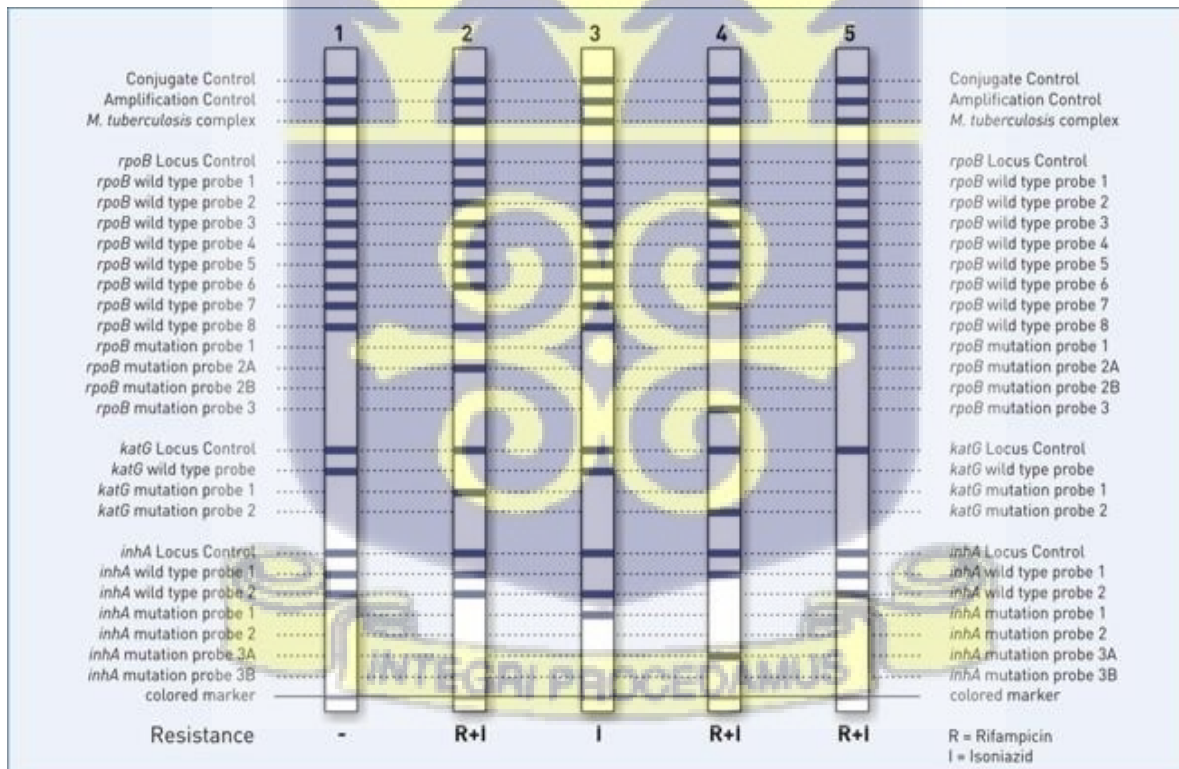 1 2 3 4 5
Conjugate Control Conjugate Control
Amplification Control Amplification Control
M. tuberculosis complex M. tuberculosis complex
rpoB Locus Control rpoB Locus Control
rpoB wild type probe 1 rpoB wild type probe 1
rpoB wild type probe 2 rpoB wild type probe 2
rpoB wild type probe 3 rpoB wild type probe 3
rpoB wild type probe 4 rpoB wild type probe 4
rpoB wild type probe 5 rpoB wild type probe 5
rpoB wild type probe 6 rpoB wild type probe 6
rpoB wild type probe 7 rpoB wild type probe 7
rpoB wild type probe 8 rpoB wild type probe 8
rpoB mutation probe 1 rpoB mutation probe 1
rpoB mutation probe 2A rpoB mutation probe 2A
rpoB mutation probe 2B rpoB mutation probe 2B
rpoB mutation probe 3 rpoB mutation probe 3
katG Locus Control katG Locus Control
katG wild type probe katG wild type probe
katG mutation probe 1 katG mutation probe 1
katG mutation probe 2 katG mutation probe 2
inhA Locus Control inhA Locus Control
inhA wild type probe 1 inhA wild type probe 1
inhA wild type probe 2 inhA wild type probe 2
inhA mutation probe 1 inhA mutation probe 1
inhA mutation probe 2 inhA mutation probe 2
inhA mutation probe 3A inhA mutation probe 3A
INTEGRI PROCEDAMUS
inhA mutation probe 3B inhA mutation probe 3B
colored marker colored marker
Resistance - R+I I R+I R+I R = Rifampicin
I = Isoniazid